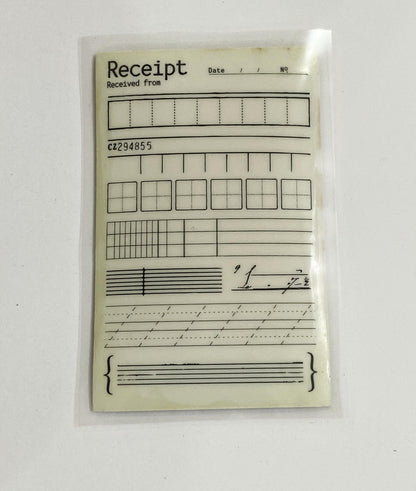 Receipt Date / / Nº
Received from
CZ294855